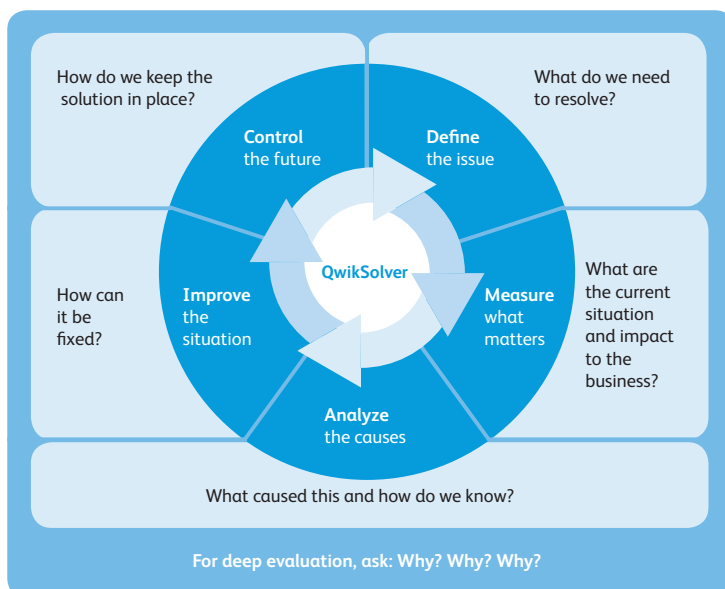 How do we keep the
solution in place?
What do we need
to resolve?
Control
the future
Define
the issue
QwikSolver
How can
it be
fixed?
Improve
the
situation
Measure
what
matters
What are
the current
situation
and impact
to the
business?
Analyze
the causes
What caused this and how do we know?
For deep evaluation, ask: Why? Why? Why?